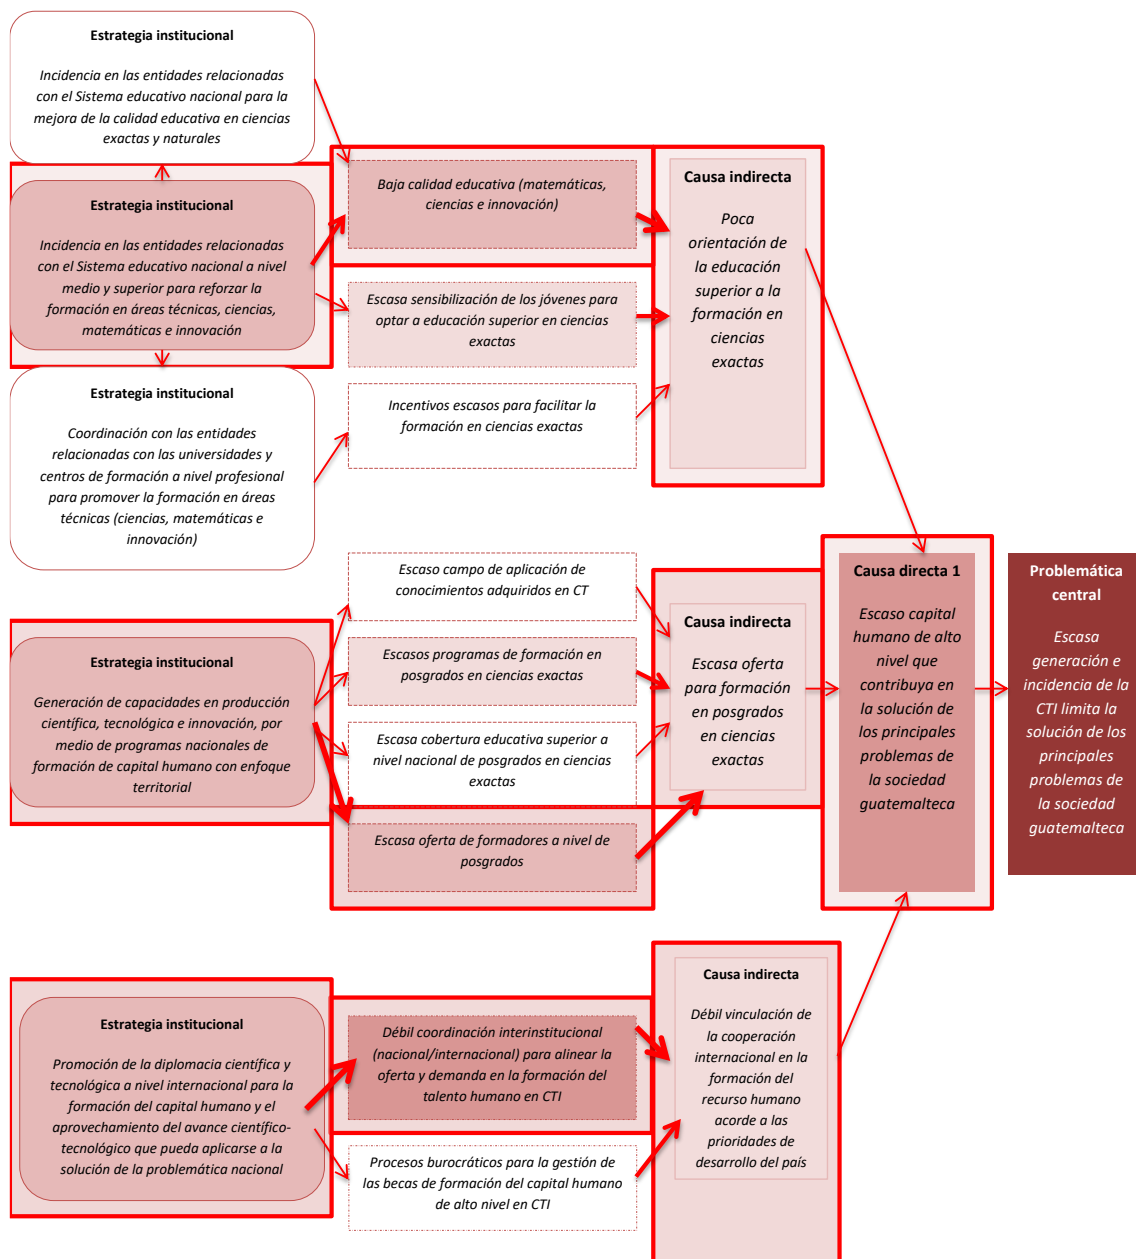 Estrategia institucional
Incidencia en las entidades relacionadas
con el Sistema educativo nacional para la
mejora de la calidad educativa en ciencias
exactas y naturales
Estrategia institucional
Incidencia en las entidades relacionadas
con el Sistema educativo nacional a nivel
medio y superior para reforzar la
formación en áreas técnicas, ciencias,
matemáticas e innovación
Estrategia institucional
Coordinación con las entidades
relacionadas con las universidades y
centros de formación a nivel profesional
para promover la formación en áreas
técnicas (ciencias, matemáticas e
innovación)
Baja calidad educativa (matemáticas,
ciencias e innovación)
Escasa sensibilización de los jóvenes para
optar a educación superior en ciencias
exactas
Incentivos escasos para facilitar la
formación en ciencias exactas
Causa indirecta
Poca
orientación de
la educación
superior a la
formación en
ciencias
exactas
Estrategia institucional
Generación de capacidades en producción
científica, tecnológica e innovación, por
medio de programas nacionales de
formación de capital humano con enfoque
territorial
Escaso campo de aplicación de
conocimientos adquiridos en CT
Escasos programas de formación en
posgrados en ciencias exactas
Escasa cobertura educativa superior a
nivel nacional de posgrados en ciencias
exactas
Escasa oferta de formadores a nivel de
posgrados
Causa indirecta
Escasa oferta
para formación
en posgrados
en ciencias
exactas
Causa directa 1
Escaso capital
humano de alto
nivel que
contribuya en
la solución de
los principales
problemas de
la sociedad
guatemalteca
Problemática
central
Escasa
generación e
incidencia de la
CTI limita la
solución de los
principales
problemas de
la sociedad
guatemalteca
Estrategia institucional
Promoción de la diplomacia científica y
tecnológica a nivel internacional para la
formación del capital humano y el
aprovechamiento del avance científico-
tecnológico que pueda aplicarse a la
solución de la problemática nacional
Débil coordinación interinstitucional
(nacional/internacional) para alinear la
oferta y demanda en la formación del
talento humano en CTI
Procesos burocráticos para la gestión de
las becas de formación del capital humano
de alto nivel en CTI
Causa indirecta
Débil vinculación de
la cooperación
internacional en la
formación del
recurso humano
acorde a las
prioridades de
desarrollo del país